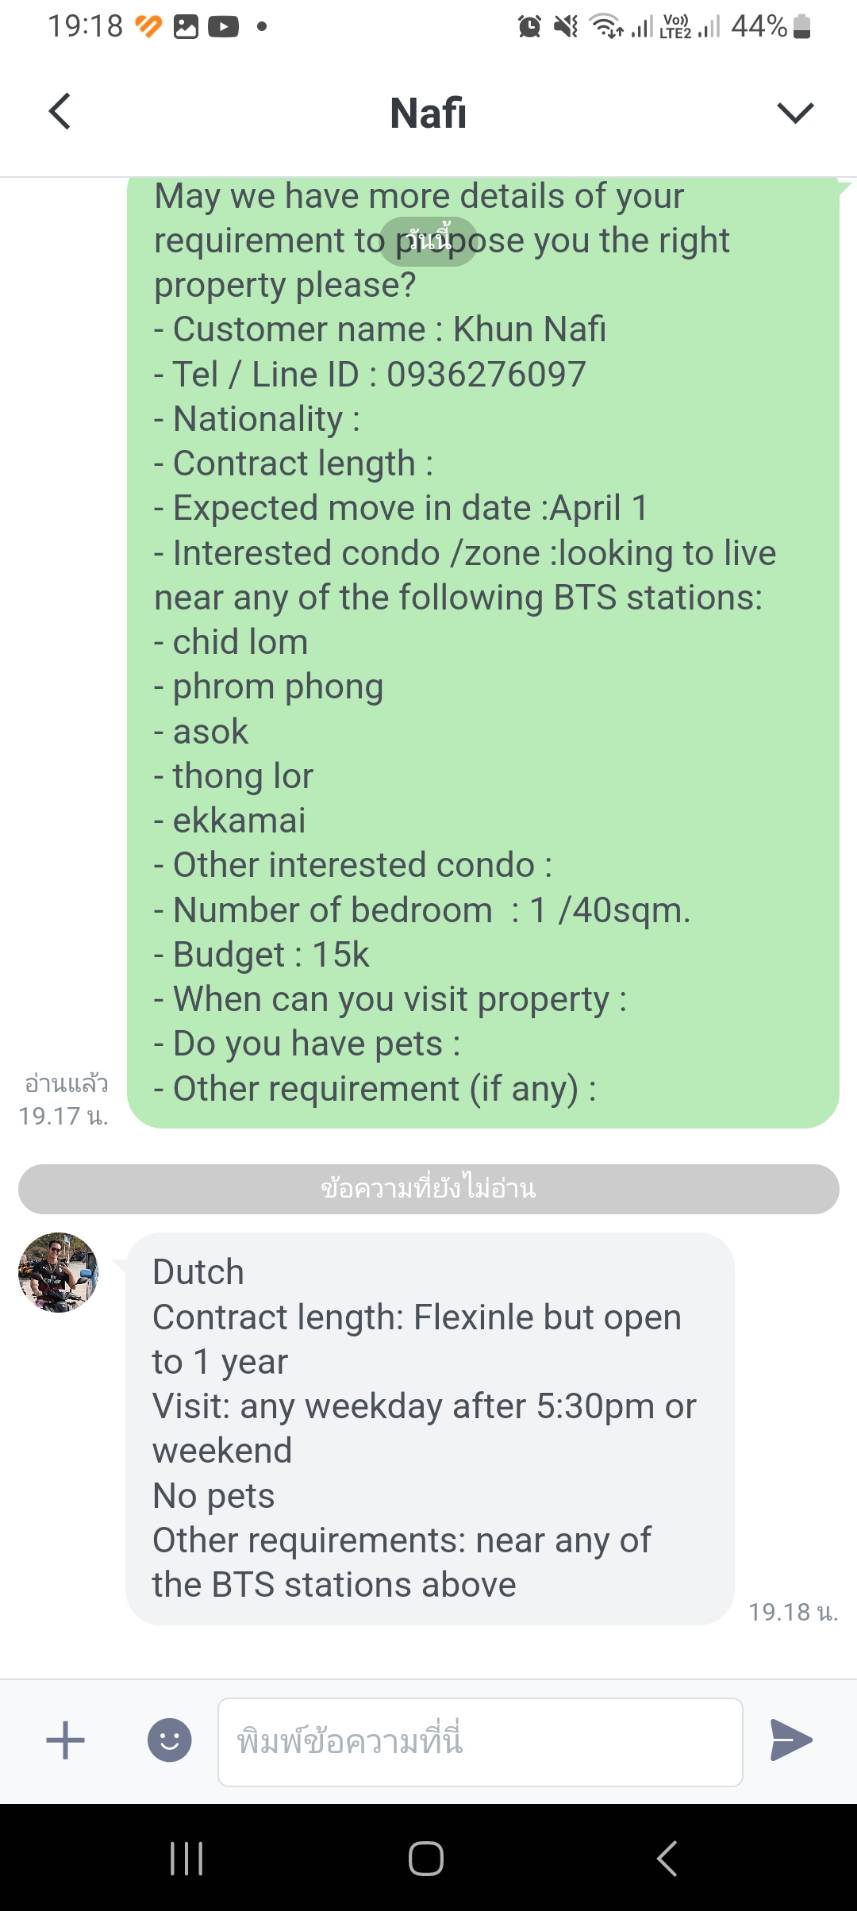 19:18
Vo))
LTE2
44%
Nafi
May we have more details of your
วันนี้
requirement to propose you the right
property please?
- Customer name : Khun Nafi
- Tel / Line ID : 0936276097
- Nationality :
- Contract length :
- Expected move in date :April 1
- Interested condo /zone :looking to live
near any of the following BTS stations:
- chid lom
- phrom phong
- asok
- thong lor
- ekkamai
- Other interested condo :
- Number of bedroom  : 1 /40sqm.
- Budget : 15k
- When can you visit property :
- Do you have pets :
- Other requirement (if any) :
อ่านแล้ว
19.17 น.
ข้อความที่ยังไม่อ่าน
Dutch
Contract length: Flexinle but open
to 1 year
Visit: any weekday after 5:30pm or
weekend
No pets
Other requirements: near any of
the BTS stations above
19.18 น.
พิมพ์ข้อความที่นี่